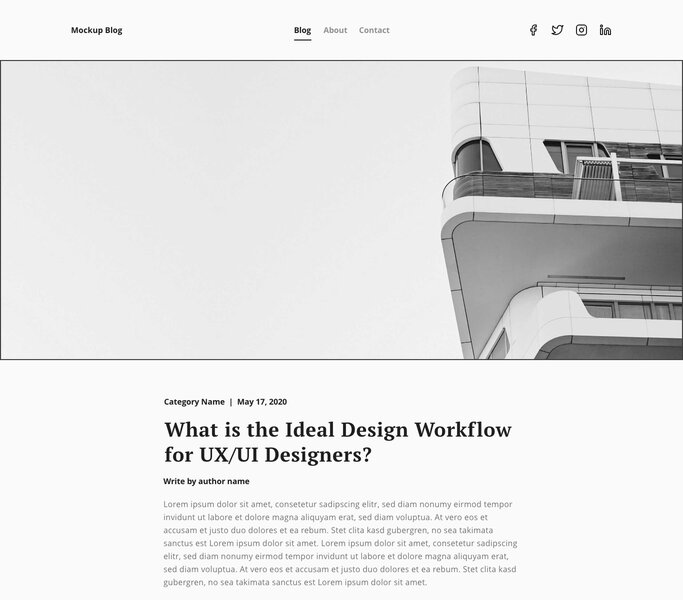 Mockup Blog
Blog About Contact
Category Name | May 17, 2020
What is the Ideal Design Workflow
for UX/UI Designers?
Write by author name
Lorem ipsum dolor sit amet, consetetur sadipscing elitr, sed diam nonumy eirmod tempor
invidunt ut labore et dolore magna aliquyam erat, sed diam voluptua. At vero eos et
accusam et justo duo dolores et ea rebum. Stet clita kasd gubergren, no sea takimata
sanctus est Lorem ipsum dolor sit amet. Lorem ipsum dolor sit amet, consetetur sadipscing
elitr, sed diam nonumy eirmod tempor invidunt ut labore et dolore magna aliquyam erat,
sed diam voluptua. At vero eos et accusam et justo duo dolores et ea rebum. Stet clita kasd
gubergren, no sea takimata sanctus est Lorem ipsum dolor sit amet.